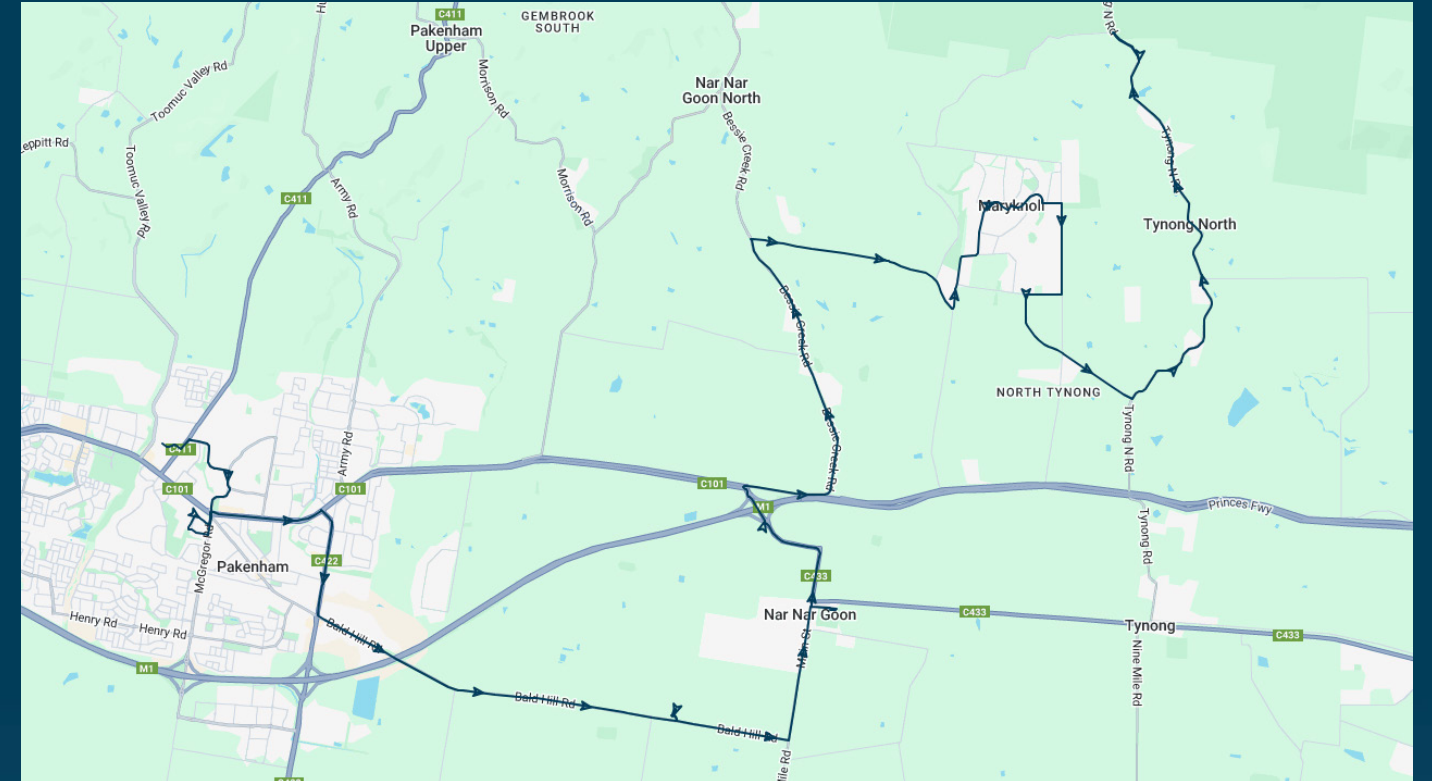 C411
GEMBROOK
SOUTH
Pakenham
Upper
Toomuc Valley Rd
Morrison Rd
Nar Nar
Goon North
Bessie Creek Rd
g N Rd
eppitt Rd
Toomuc Valley Rd
C411
Army Rd
Morrison Rd
Tynong N Rd
Maryknoll
Tynong North
Bessie Creek Rd
NORTH TYNONG
Bessie Creek Rd
Tynong N Rd
Army Rd
C411
C101
C101
C101
M1
Princes Fwy
McGregor Rd
Tynong Rd
C422
Pakenham
C433
Nar Nar Goon
C433
Tynong
C433
Henry Rd
Henry Rd
Bald Hill Rd
Main St
Nine Mile Rd
M1
Bald Hill Rd
Bald Hill Rd
ile Rd